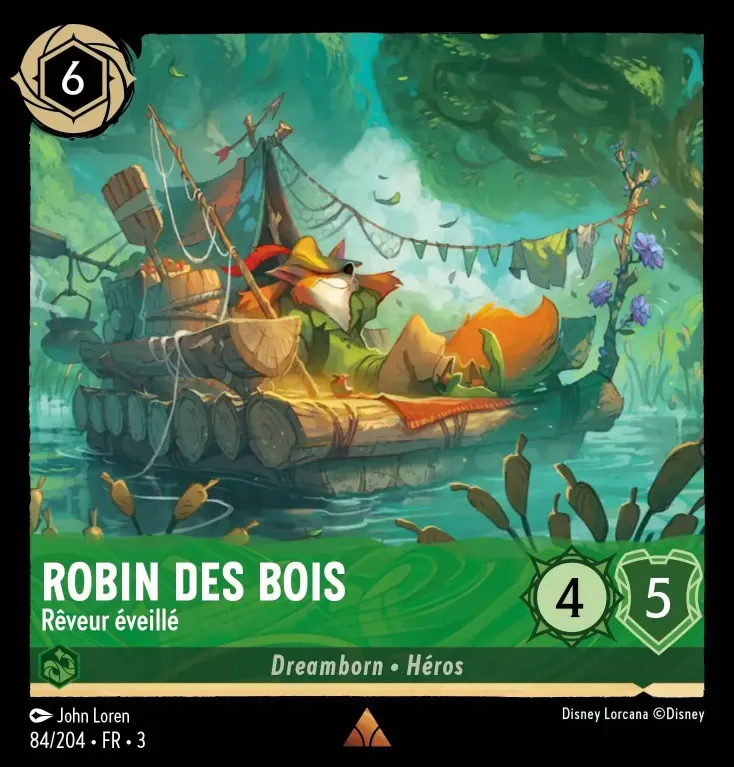 6
ROBIN DES BOIS
Rêveur éveillé
4
5
Dreamborn • Héros
John Loren
Disney Lorcana ©Disney
84/204 • FR • 3